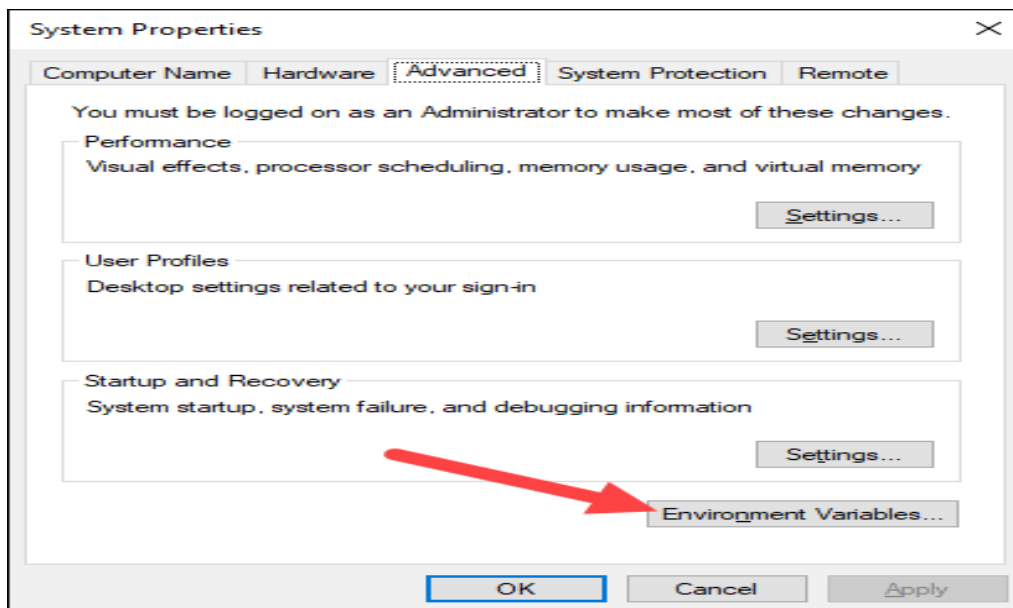 System Properties
Computer Name Hardware Advanced System Protection Remote
You must be logged on as an Administrator to make most of these changes.
Performance
Visual effects, processor scheduling, memory usage, and virtual memory
Settings...
User Profiles
Desktop settings related to your sign-in
Settings...
Startup and Recovery
System startup, system failure, and debugging information
Settings...
Environment Variables...
OK Cancel Apply